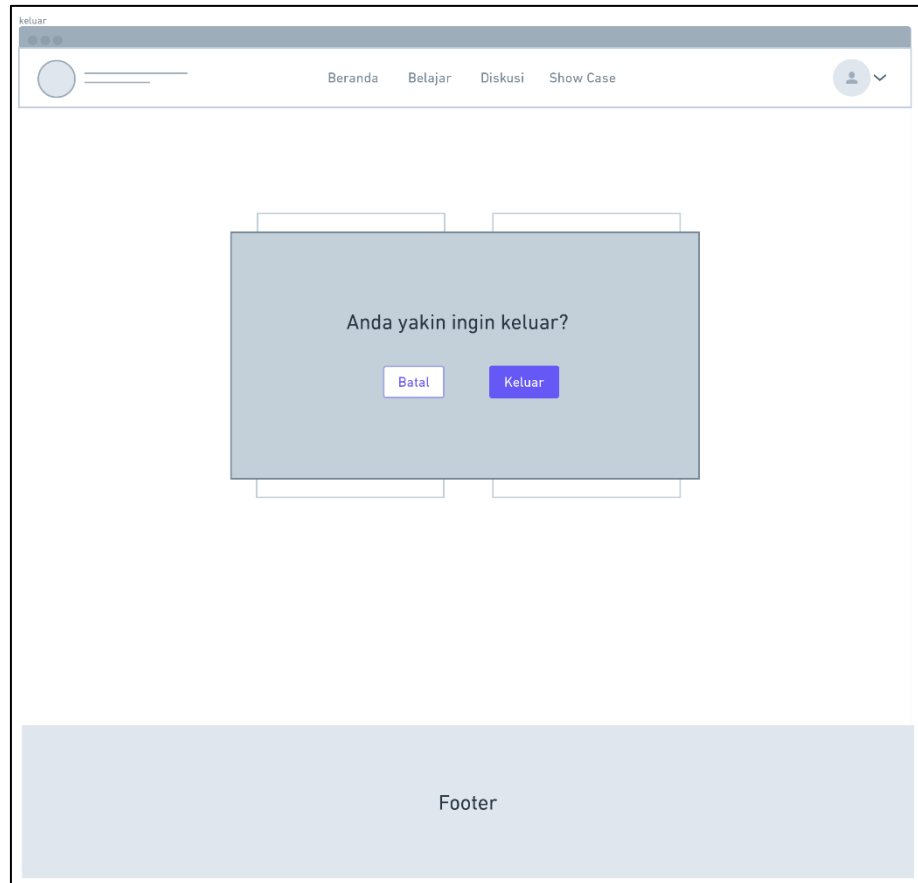 keluar
Beranda Belajar Diskusi Show Case
Anda yakin ingin keluar?
Batal Keluar
Footer